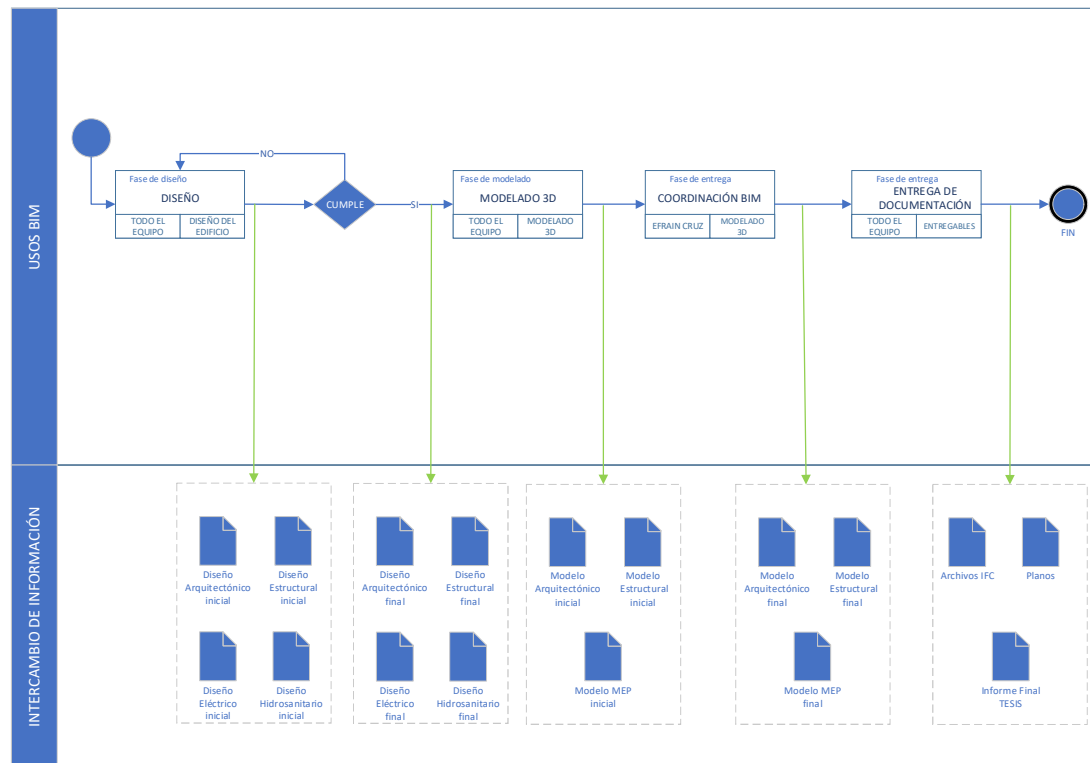 USOS BIM
NO
Fase de diseño
DISEÑO
TODO EL
EQUIPO
DISEÑO DEL
EDIFICIO
CUMPLE
SI
Fase de modelado
MODELADO 3D
TODO EL
EQUIPO
MODELADO
3D
Fase de entrega
COORDINACIÓN BIM
EFRAIN CRUZ
MODELADO
3D
Fase de entrega
ENTREGA DE
DOCUMENTACIÓN
TODO EL
EQUIPO
ENTREGABLES
FIN
INTERCAMBIO DE INFORMACIÓN
Diseño
Arquitectónico
inicial
Diseño
Estructural
inicial
Diseño
Eléctrico
inicial
Diseño
Hidrosanitario
inicial
Diseño
Arquitectónico
final
Diseño
Estructural
final
Diseño
Eléctrico
final
Diseño
Hidrosanitario
final
Modelo
Arquitectónico
inicial
Modelo
Estructural
inicial
Modelo MEP
inicial
Modelo
Arquitectónico
final
Modelo
Estructural
final
Modelo MEP
final
Archivos IFC
Planos
Informe Final
TESIS